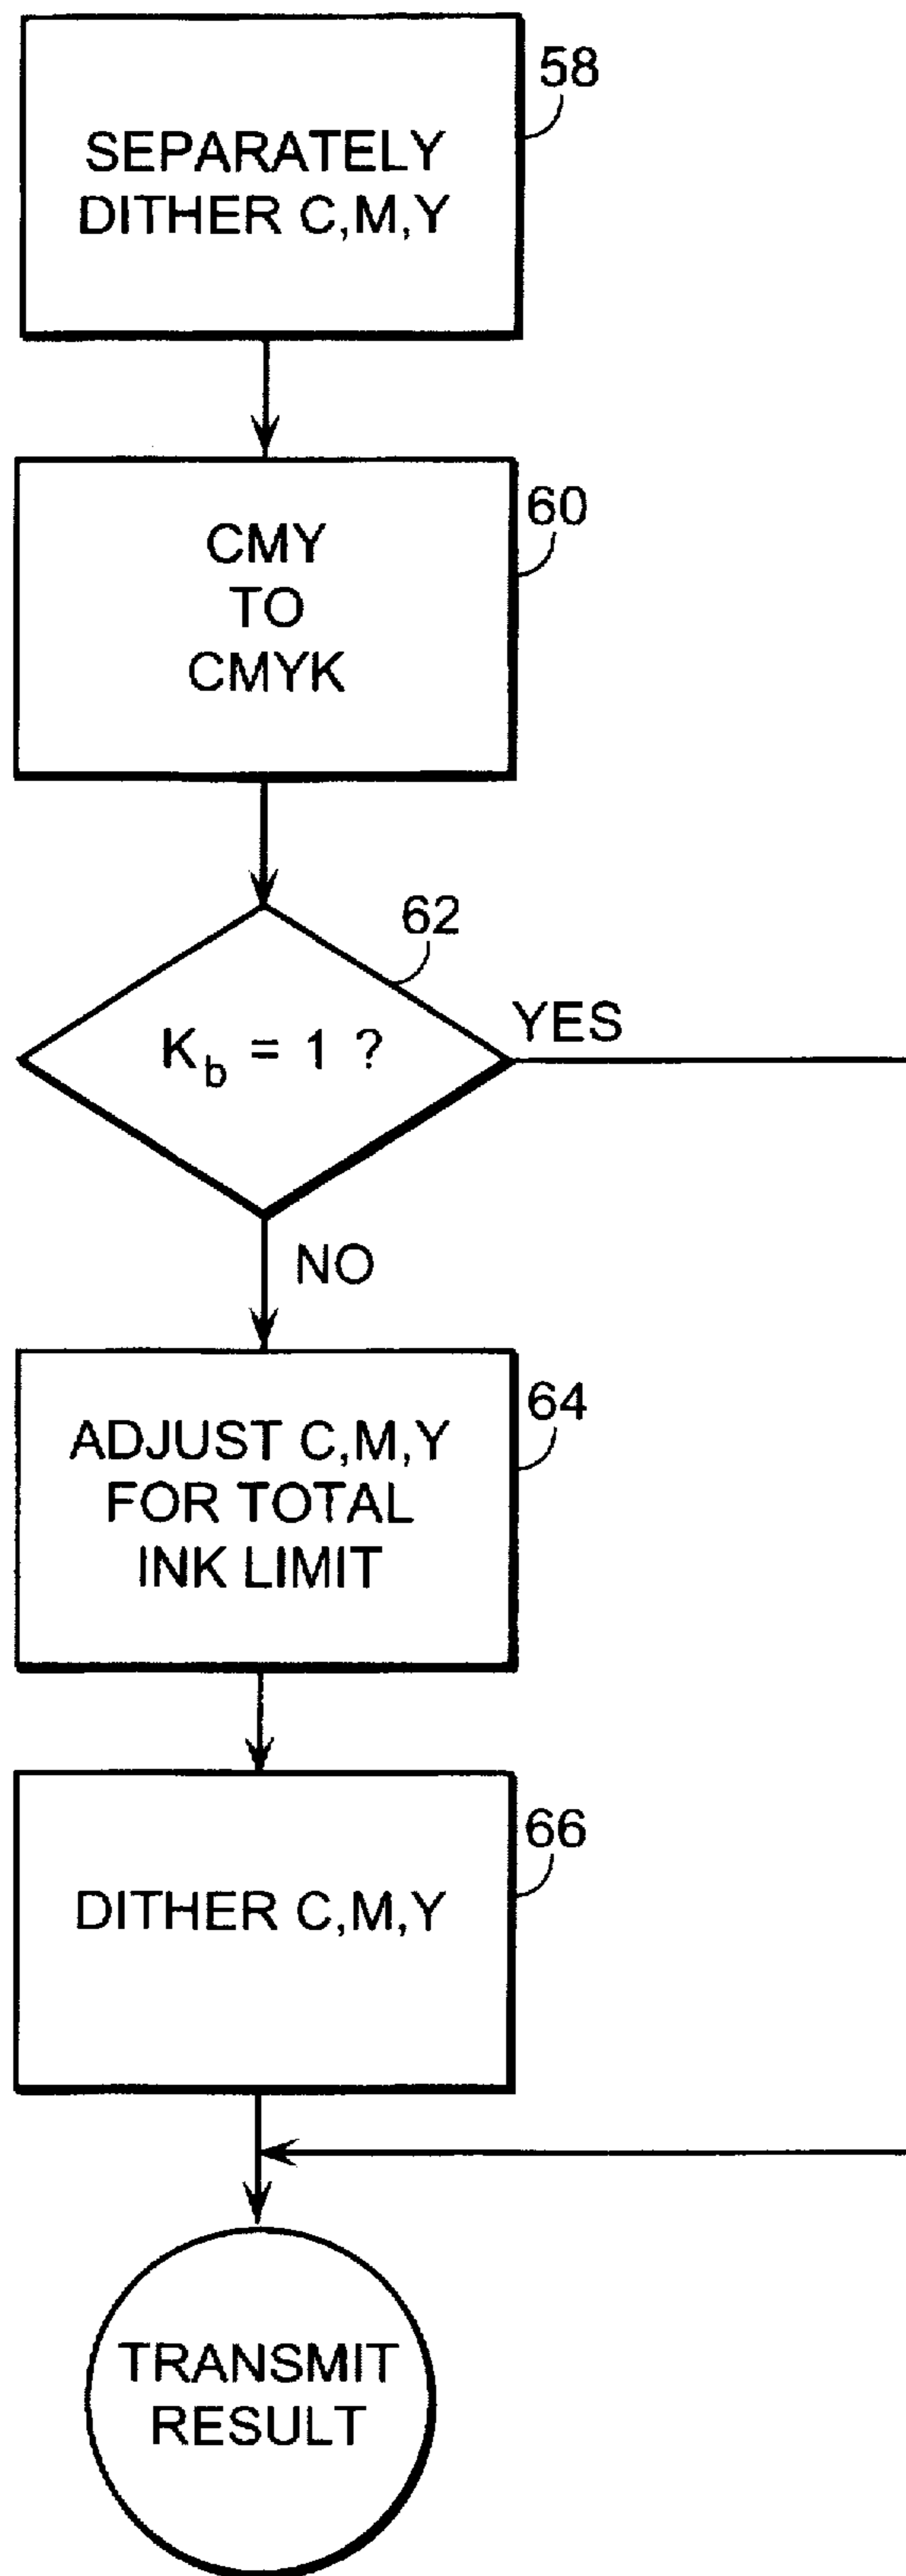 58
SEPARATELY
DITHER C,M,Y
60
CMY
TO
CMYK
62
K_b = 1 ?
YES
NO
64
ADJUST C,M,Y
FOR TOTAL
INK LIMIT
66
DITHER C,M,Y
TRANSMIT
RESULT